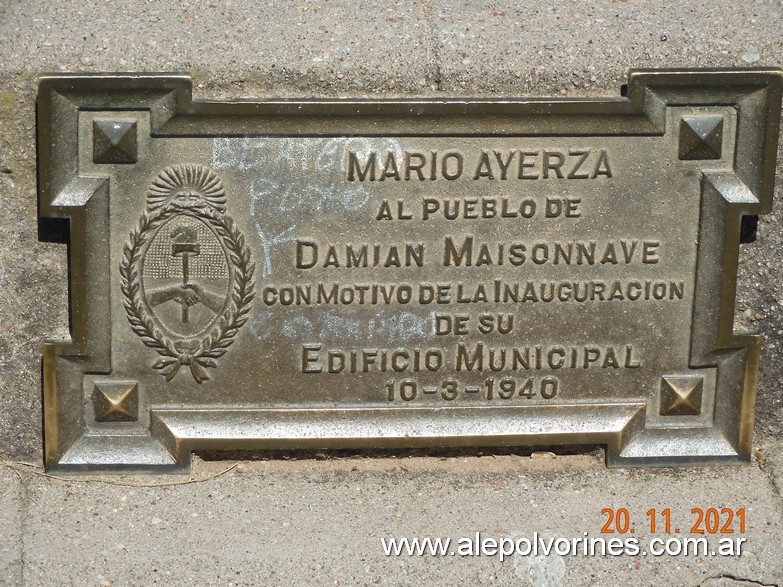 MARIO AYERZA
AL PUEBLO DE
DAMIAN MAISONNAVE
CON MOTIVO DE LA INAUGURACION
DE SU
EDIFICIO MUNICIPAL
10-3-1940
20. 11. 2021
www.alepolvorines.com.ar